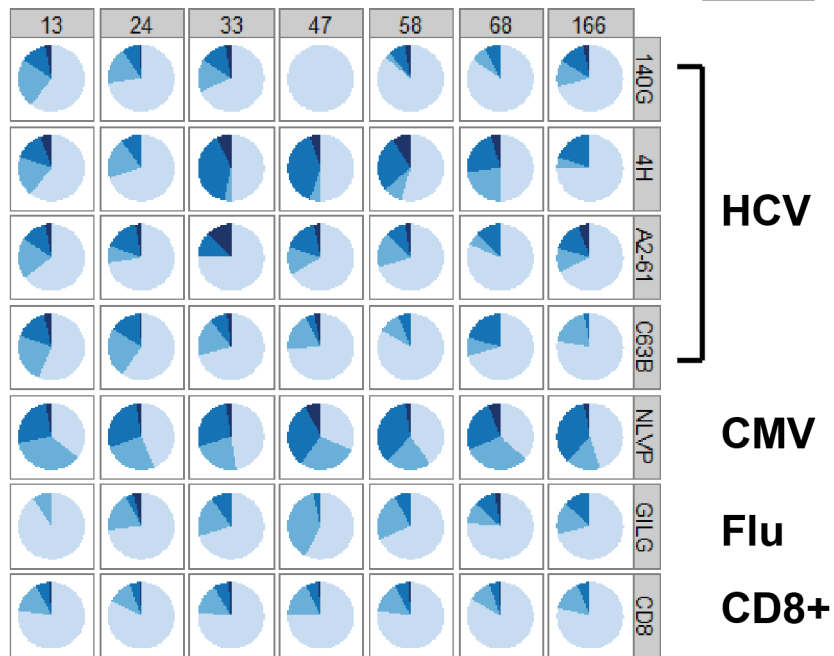 13 24 33 47 58 68 166
140G
4H
A2-61
C63B
NLVP
GILG
CD8
HCV
CMV
Flu
CD8+